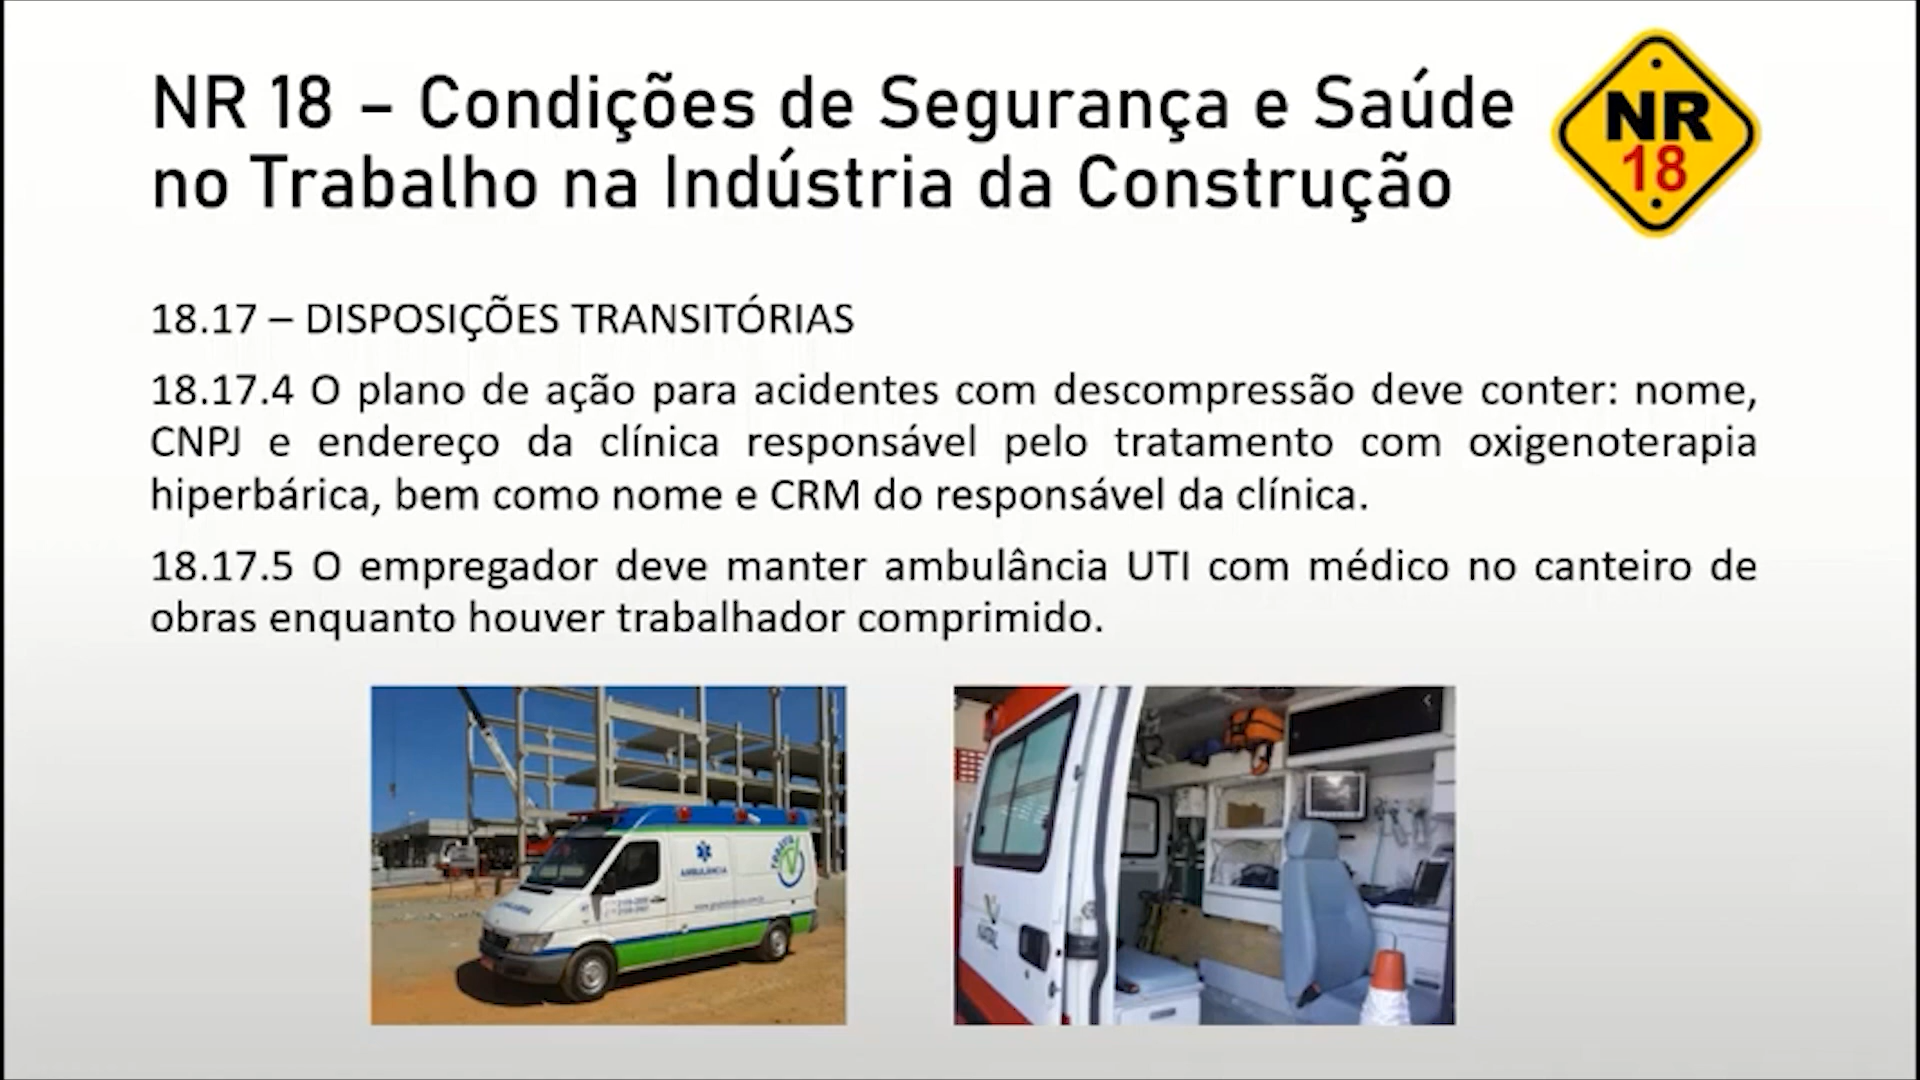 NR 18 – Condições de Segurança e Saúde
no Trabalho na Indústria da Construção
NR
18
18.17 – DISPOSIÇÕES TRANSITÓRIAS
18.17.4 O plano de ação para acidentes com descompressão deve conter: nome,
CNPJ e endereço da clínica responsável pelo tratamento com oxigenoterapia
hiperbárica, bem como nome e CRM do responsável da clínica.
18.17.5 O empregador deve manter ambulância UTI com médico no canteiro de
obras enquanto houver trabalhador comprimido.
AMBULÂNCIA
NATAL